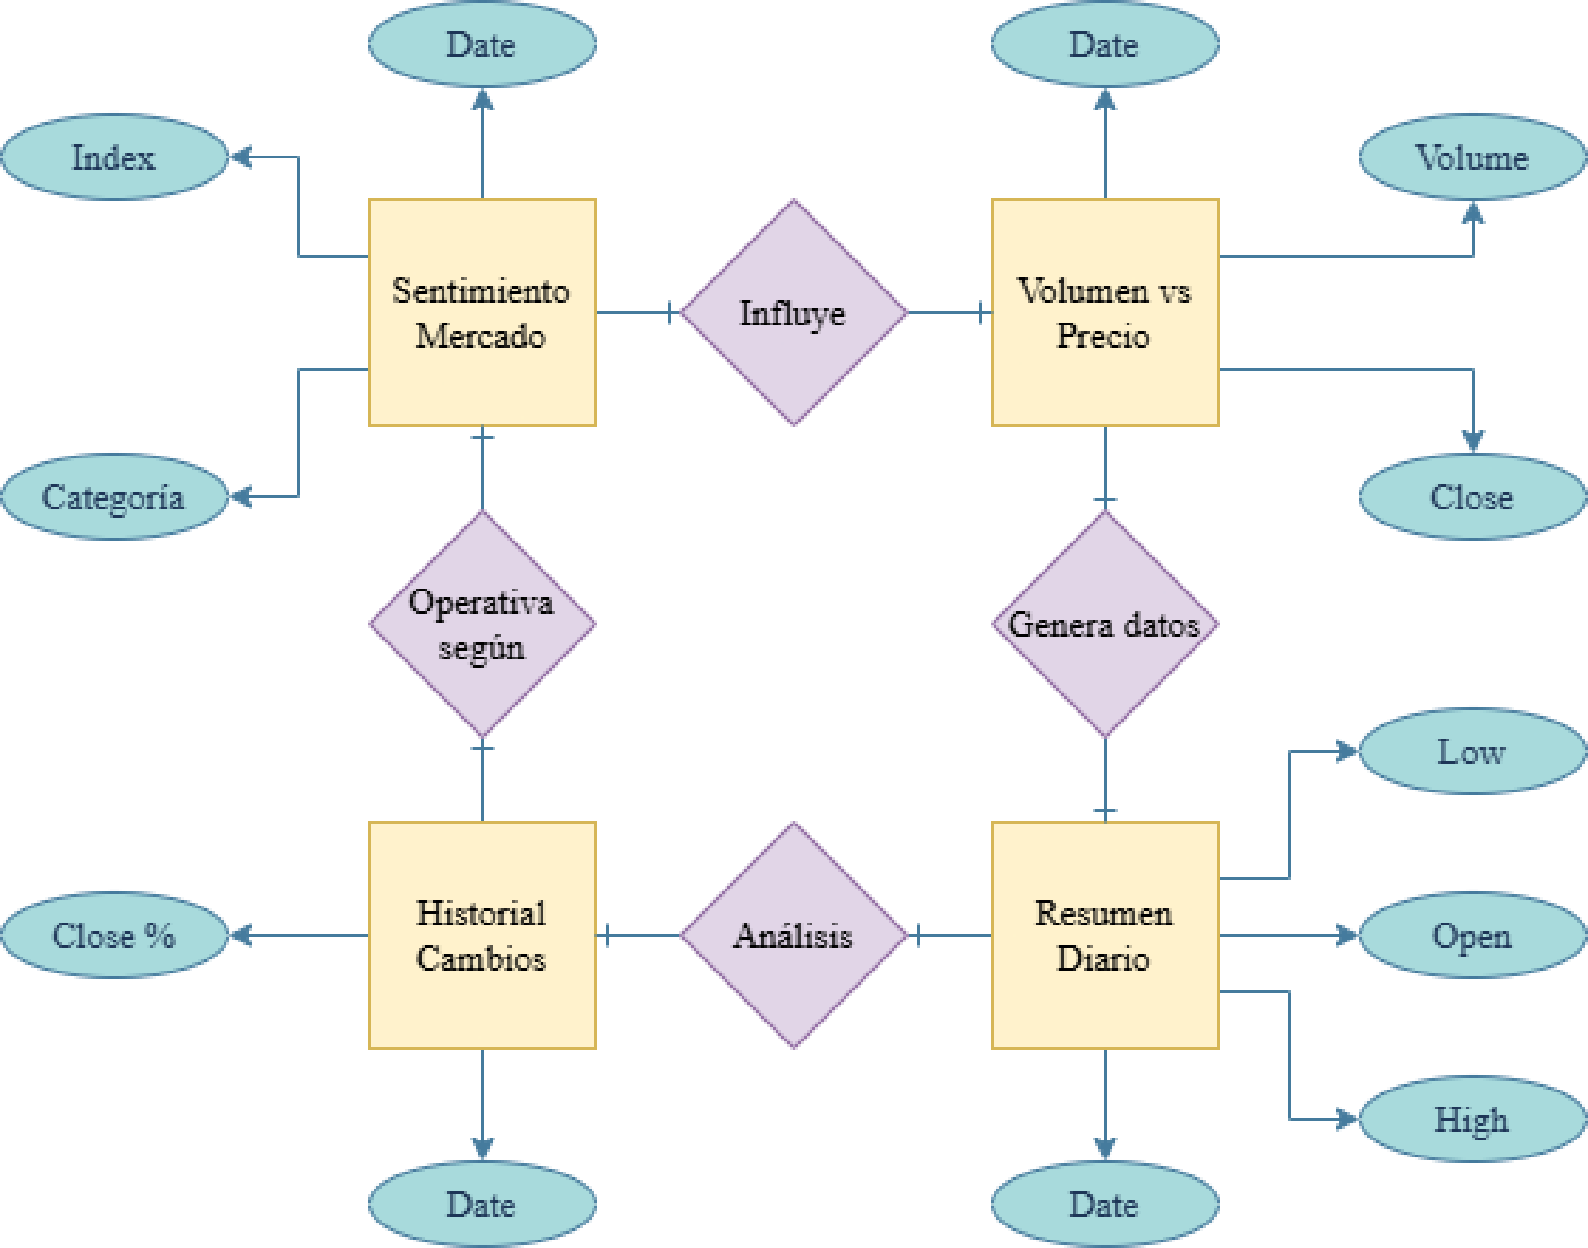 Date
Date
Index
Volume
Sentimiento
Mercado
Influye
Volumen vs
Precio
Categoría
Close
Operativa
según
Genera datos
Low
Close %
Historial
Cambios
Análisis
Resumen
Diario
Open
High
Date
Date